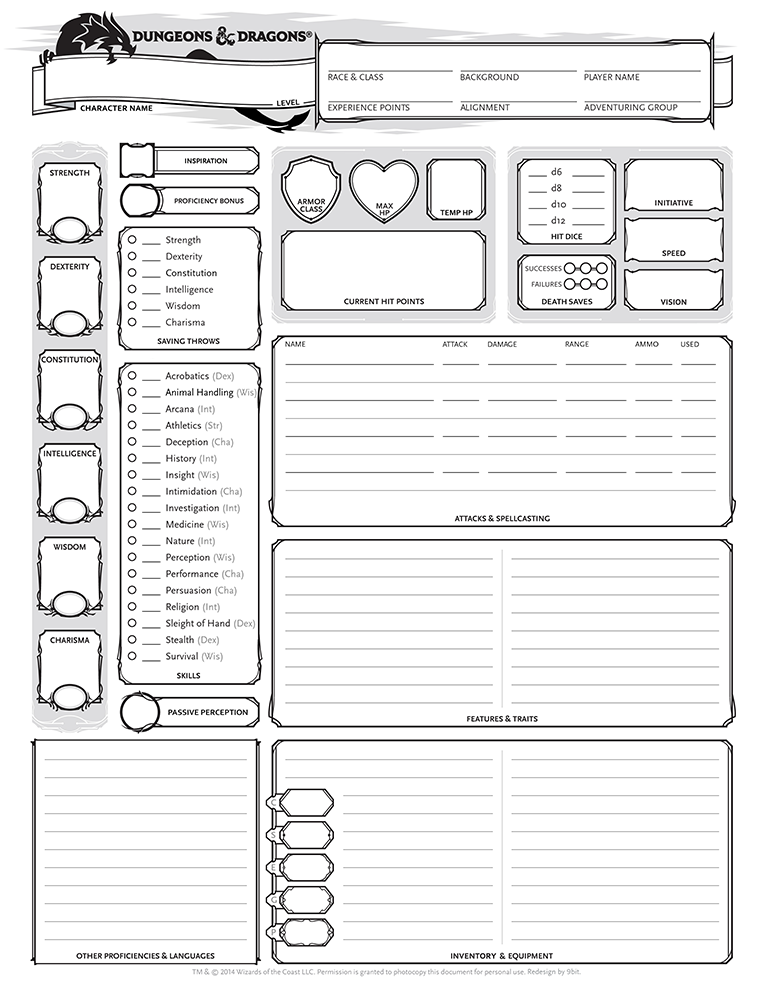 DUNGEONS & DRAGONS®
CHARACTER NAME
LEVEL
RACE & CLASS BACKGROUND PLAYER NAME
EXPERIENCE POINTS ALIGNMENT ADVENTURING GROUP
STRENGTH
DEXTERITY
CONSTITUTION
INTELLIGENCE
WISDOM
CHARISMA
INSPIRATION
PROFICIENCY BONUS
Strength
Dexterity
Constitution
Intelligence
Wisdom
Charisma
SAVING THROWS
Acrobatics (Dex)
Animal Handling (Wis)
Arcana (Int)
Athletics (Str)
Deception (Cha)
History (Int)
Insight (Wis)
Intimidation (Cha)
Investigation (Int)
Medicine (Wis)
Nature (Int)
Perception (Wis)
Performance (Cha)
Persuasion (Cha)
Religion (Int)
Sleight of Hand (Dex)
Stealth (Dex)
Survival (Wis)
SKILLS
PASSIVE PERCEPTION
ARMOR
CLASS
MAX
HP
TEMP HP
CURRENT HIT POINTS
d6
d8
d10
d12
HIT DICE
SUCCESSES
FAILURES
DEATH SAVES
INITIATIVE
SPEED
VISION
NAME ATTACK DAMAGE RANGE AMMO USED
ATTACKS & SPELLCASTING
FEATURES & TRAITS
OTHER PROFICIENCIES & LANGUAGES
C
S
E
G
P
INVENTORY & EQUIPMENT
TM & © 2014 Wizards of the Coast LLC. Permission is granted to photocopy this document for personal use. Redesign by 9bit.